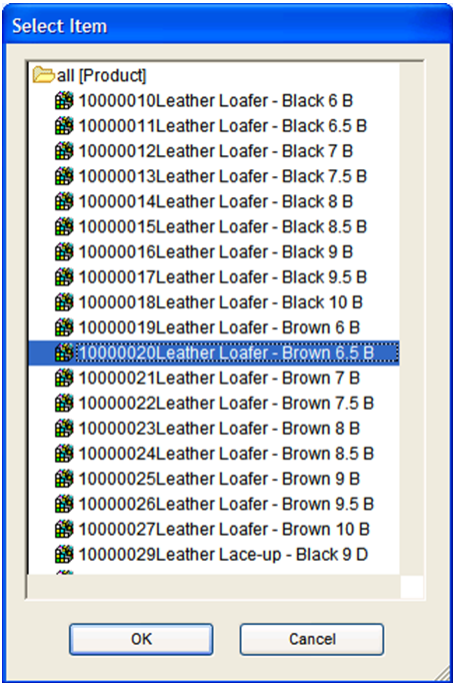 Select Item
all [Product]
10000010Leather Loafer - Black 6 B
10000011Leather Loafer - Black 6.5 B
10000012Leather Loafer - Black 7 B
10000013Leather Loafer - Black 7.5 B
10000014Leather Loafer - Black 8 B
10000015Leather Loafer - Black 8.5 B
10000016Leather Loafer - Black 9 B
10000017Leather Loafer - Black 9.5 B
10000018Leather Loafer - Black 10 B
10000019Leather Loafer - Brown 6 B
10000020Leather Loafer - Brown 6.5 B
10000021Leather Loafer - Brown 7 B
10000022Leather Loafer - Brown 7.5 B
10000023Leather Loafer - Brown 8 B
10000024Leather Loafer - Brown 8.5 B
10000025Leather Loafer - Brown 9 B
10000026Leather Loafer - Brown 9.5 B
10000027Leather Loafer - Brown 10 B
10000029Leather Lace-up - Black 9 D
OK
Cancel